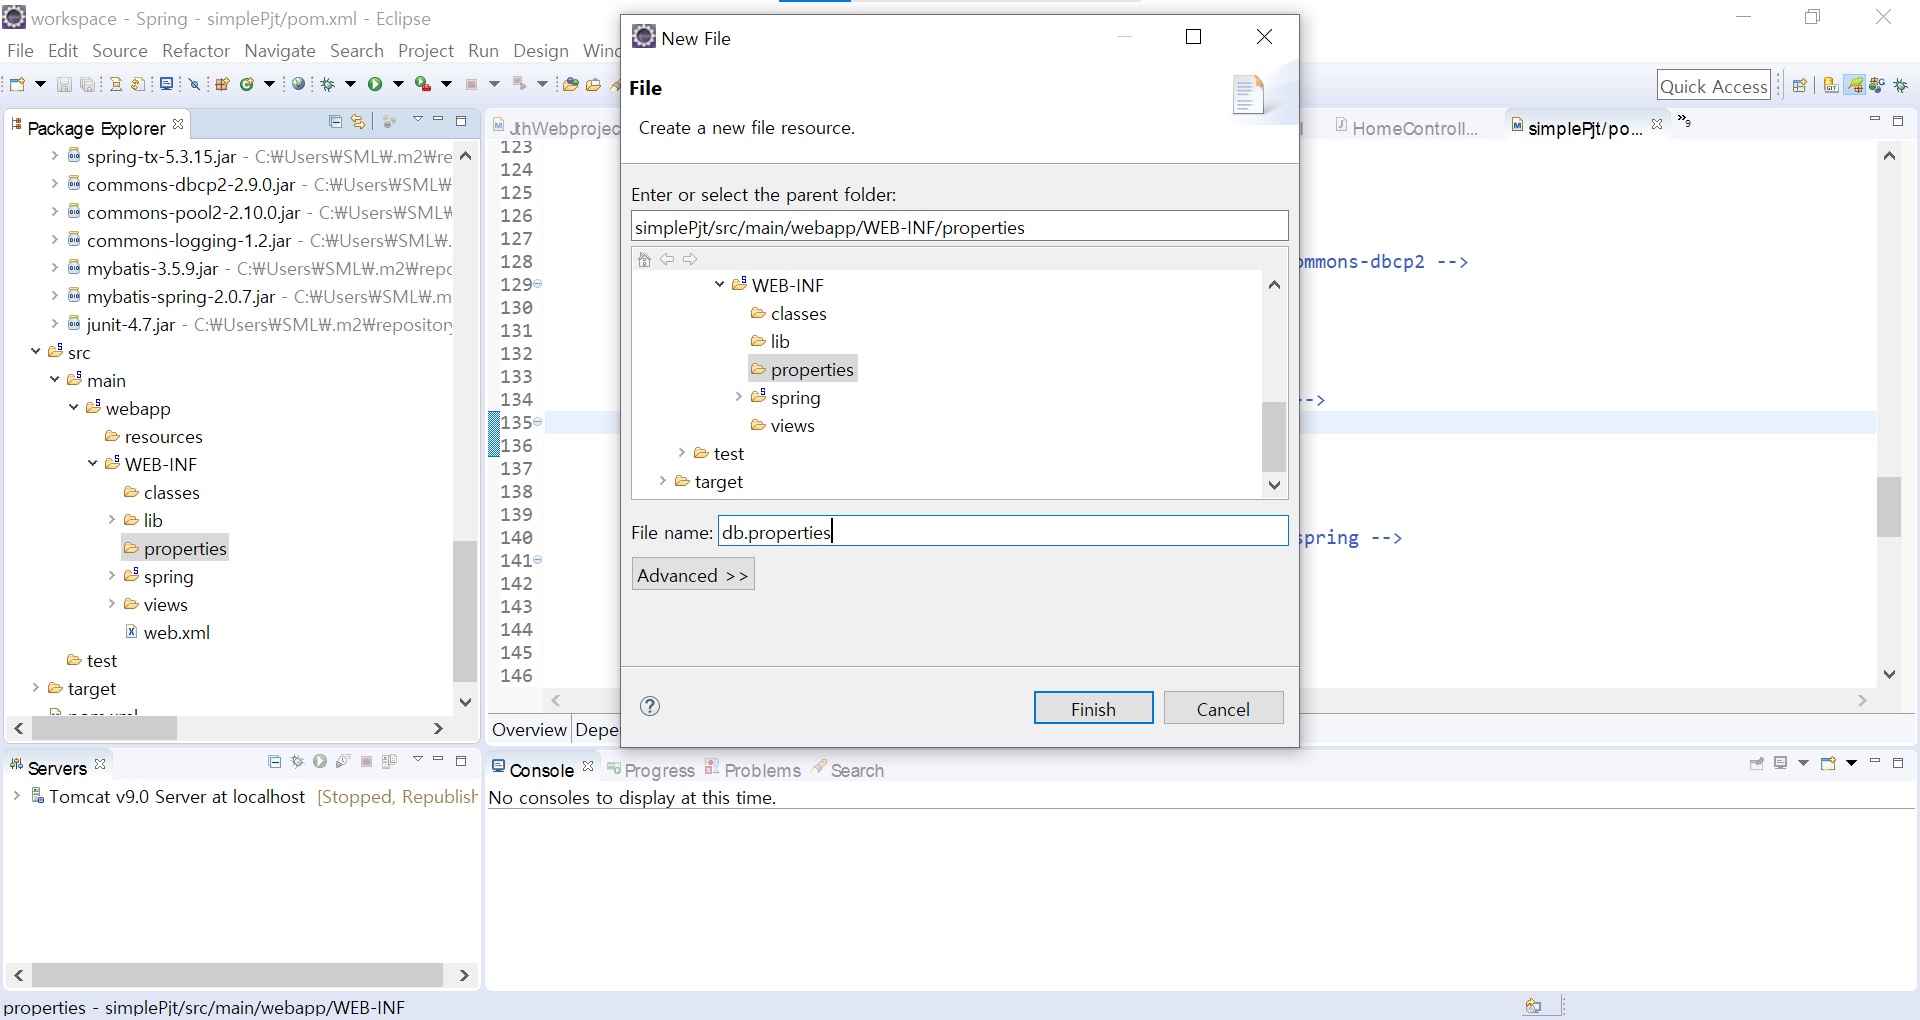 workspace - Spring - simplePjt/pom.xml - Eclipse
File Edit Source Refactor Navigate Search Project Run Design
Quick Access
Package Explorer
spring-tx-5.3.15.jar - C:₩Users₩SML₩.m2₩re
commons-dbcp2-2.9.0.jar - C:₩Users₩SML₩
commons-pool2-2.10.0.jar - C:₩Users₩SML₩
commons-logging-1.2.jar - C:₩Users₩SML₩.
mybatis-3.5.9.jar - C:₩Users₩SML₩.m2₩repo
mybatis-spring-2.0.7.jar - C:₩Users₩SML₩.m
junit-4.7.jar - C:₩Users₩SML₩.m2₩repository
src
main
webapp
resources
WEB-INF
classes
lib
properties
spring
views
web.xml
test
target
pom.xml
Servers
Tomcat v9.0 Server at localhost [Stopped, Republish
properties - simplePjt/src/main/webapp/WEB-INF
JthWebprojec
HomeControll...
simplePjt/po...
»9
123
124
125
126
127
128
ommons-dbcp2 -->
129
130
131
132
133
134
-->
135
136
137
138
139
140
spring -->
141
142
143
144
145
146
Overview Depe
New File
File
Create a new file resource.
Enter or select the parent folder:
simplePjt/src/main/webapp/WEB-INF/properties
WEB-INF
classes
lib
properties
spring
views
test
target
File name: db.properties
Advanced >>
Finish Cancel
Console Progress Problems Search
No consoles to display at this time.